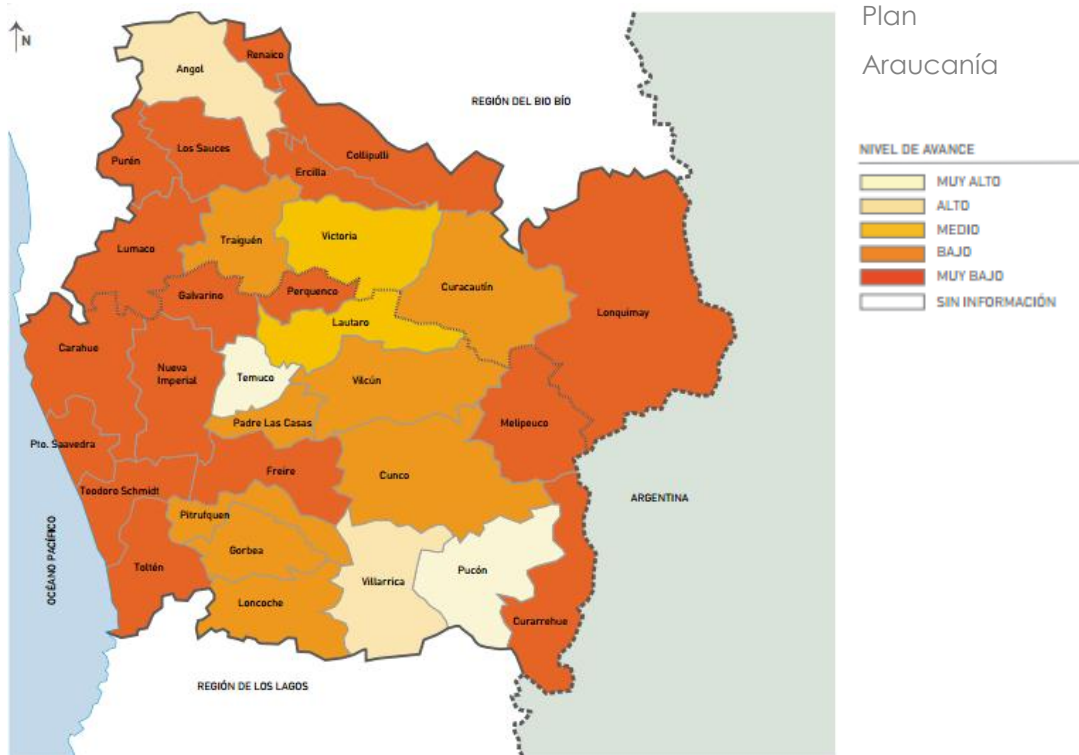 Plan
Araucanía
N
Renaico
Angol
REGIÓN DEL BIO BÍO
NIVEL DE AVANCE
MUY ALTO
ALTO
MEDIO
BAJO
MUY BAJO
SIN INFORMACIÓN
Los Sauces
Collipulli
Purén
Ercilla
Victoria
Traiguén
Lumaco
Curacautín
Galvarino
Perquenco
Lonquimay
Lautaro
Carahue
Nueva
Imperial
Temuco
Vilcún
Padre Las Casas
Melipeuco
Pto. Saavedra
Freire
Cunco
Teodoro Schmidt
ARGENTINA
Pitrufquen
OCÉANO PACÍFICO
Gorbea
Toltén
Villarrica
Pucón
Loncoche
Curarrehue
REGIÓN DE LOS LAGOS